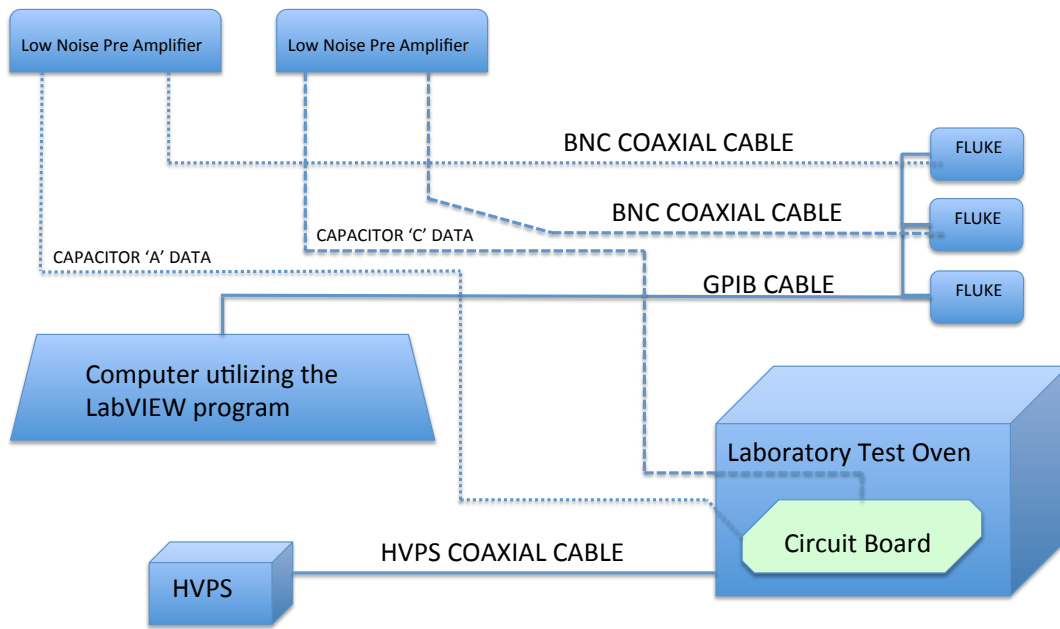 Low Noise Pre Amplifier
Low Noise Pre Amplifier
BNC COAXIAL CABLE
FLUKE
BNC COAXIAL CABLE
FLUKE
CAPACITOR ‘C’ DATA
CAPACITOR ‘A’ DATA
GPIB CABLE
FLUKE
Computer utilizing the
LabVIEW program
Laboratory Test Oven
Circuit Board
HVPS COAXIAL CABLE
HVPS